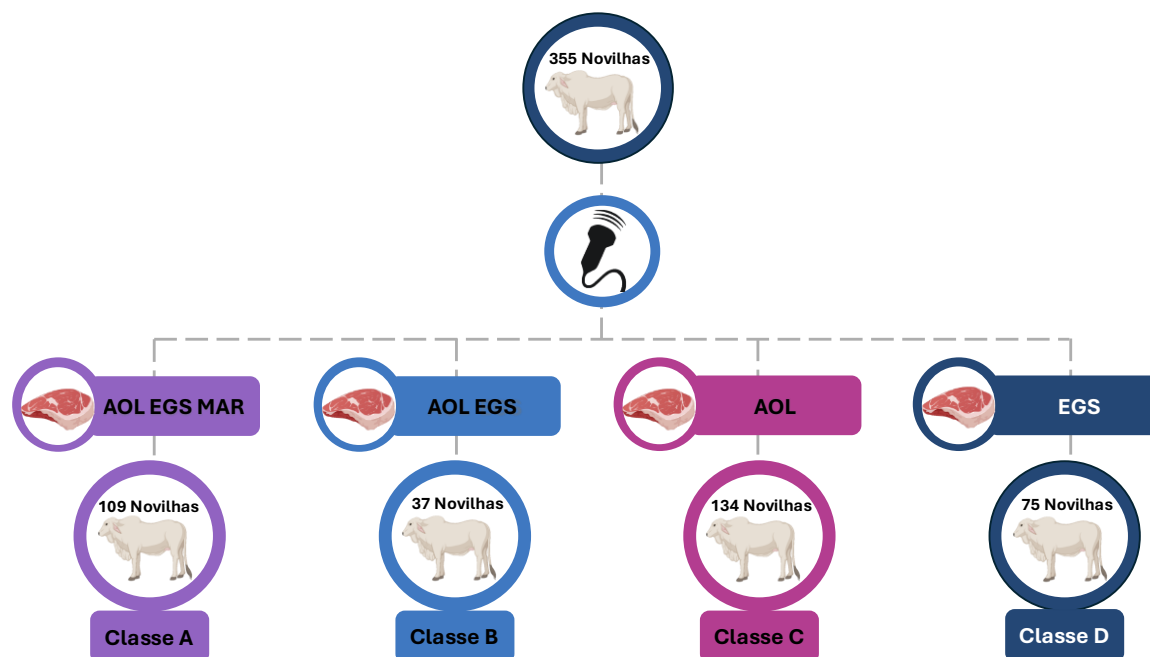 355 Novilhas
AOL EGS MAR
AOL EGS
AOL
EGS
109 Novilhas
37 Novilhas
134 Novilhas
75 Novilhas
Classe A
Classe B
Classe C
Classe D